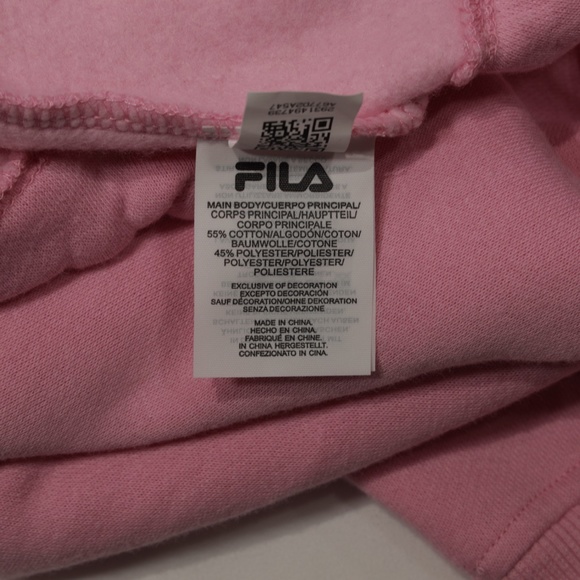 2931494739
FILA
MAIN BODY/CUERPO PRINCIPAL/
CORPS PRINCIPAL/HAUPTTEIL/
CORPO PRINCIPALE
55% COTTON/ALGODÓN/COTON/
BAUMWOLLE/COTONE
45% POLYESTER/POLIESTER/
POLYESTER/POLYESTER/
POLIESTERE
EXCLUSIVE OF DECORATION
EXCEPTO DECORACIÓN
SAUF DÉCORATION/OHNE DEKORATION
SENZA DECORAZIONE
MADE IN CHINA.
HECHO EN CHINA.
FABRIQUÉ EN CHINE.
IN CHINA HERGESTELLT.
CONFEZIONATO IN CINA.